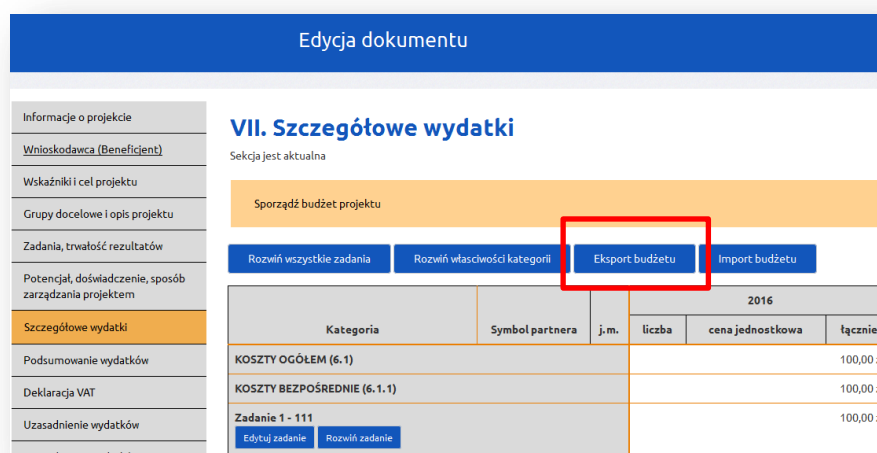 Edycja dokumentu
Informacje o projekcie
Wnioskodawca (Beneficjent)
Wskaźniki i cel projektu
Grupy docelowe i opis projektu
Zadania, trwałość rezultatów
Potencjał, doświadczenie, sposób
zarządzania projektem
Szczegółowe wydatki
Podsumowanie wydatków
Deklaracja VAT
Uzasadnienie wydatków
VII. Szczegółowe wydatki
Sekcja jest aktualna
Sporządź budżet projektu
Rozwiń wszystkie zadania Rozwiń własciwości kategorii Eksport budżetu Import budżetu
2016
Kategoria Symbol partnera j.m. liczba cena jednostkowa łącznie
KOSZTY OGÓŁEM (6.1) 100,00
KOSZTY BEZPOŚREDNIE (6.1.1) 100,00
Zadanie 1 - 111 100,00
Edytuj zadanie Rozwiń zadanie